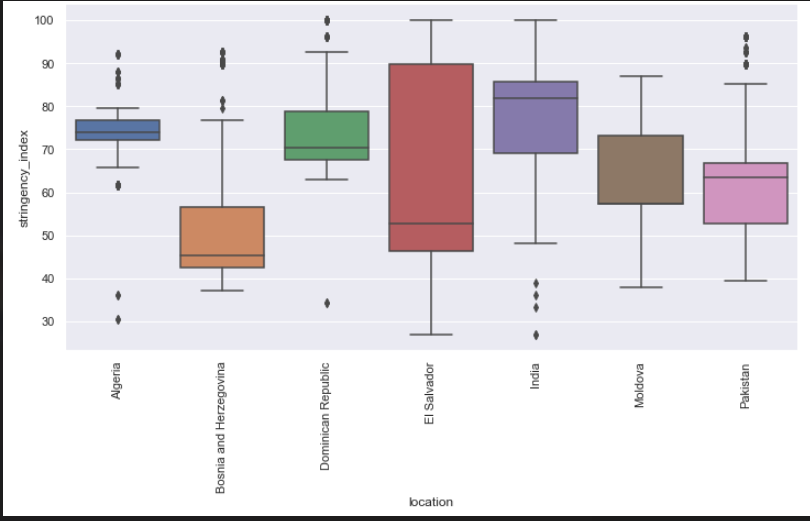 stringency_index
100
90
80
70
60
50
40
30
Algeria
Bosnia and Herzegovina
Dominican Republic
El Salvador
India
Moldova
Pakistan
location